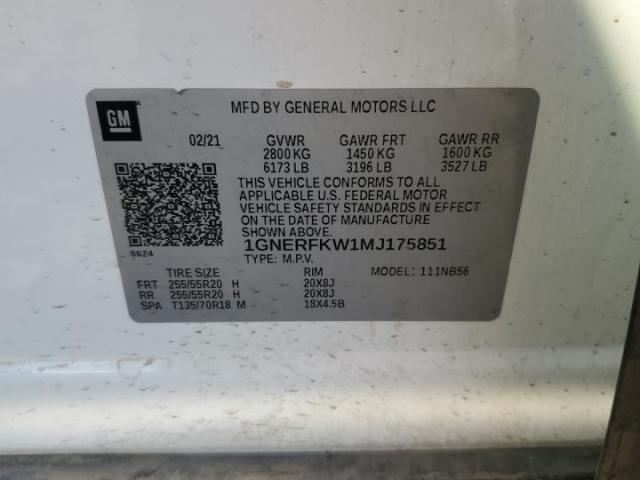 GM
MFD BY GENERAL MOTORS LLC
02/21 GVWR GAWR FRT GAWR RR
2800 KG 1450 KG 1600 KG
6173 LB 3196 LB 3527 LB
THIS VEHICLE CONFORMS TO ALL
APPLICABLE U.S. FEDERAL MOTOR
VEHICLE SAFETY STANDARDS IN EFFECT
ON THE DATE OF MANUFACTURE
SHOWN ABOVE.
8624 1GNERFKW1MJ175851
TYPE: M.P.V. MODEL: 111NB56
TIRE SIZE RIM
FRT 255/55R20 H 20X8J
RR 255/55R20 H 20X8J
SPA T135/70R18 M 18X4.5B